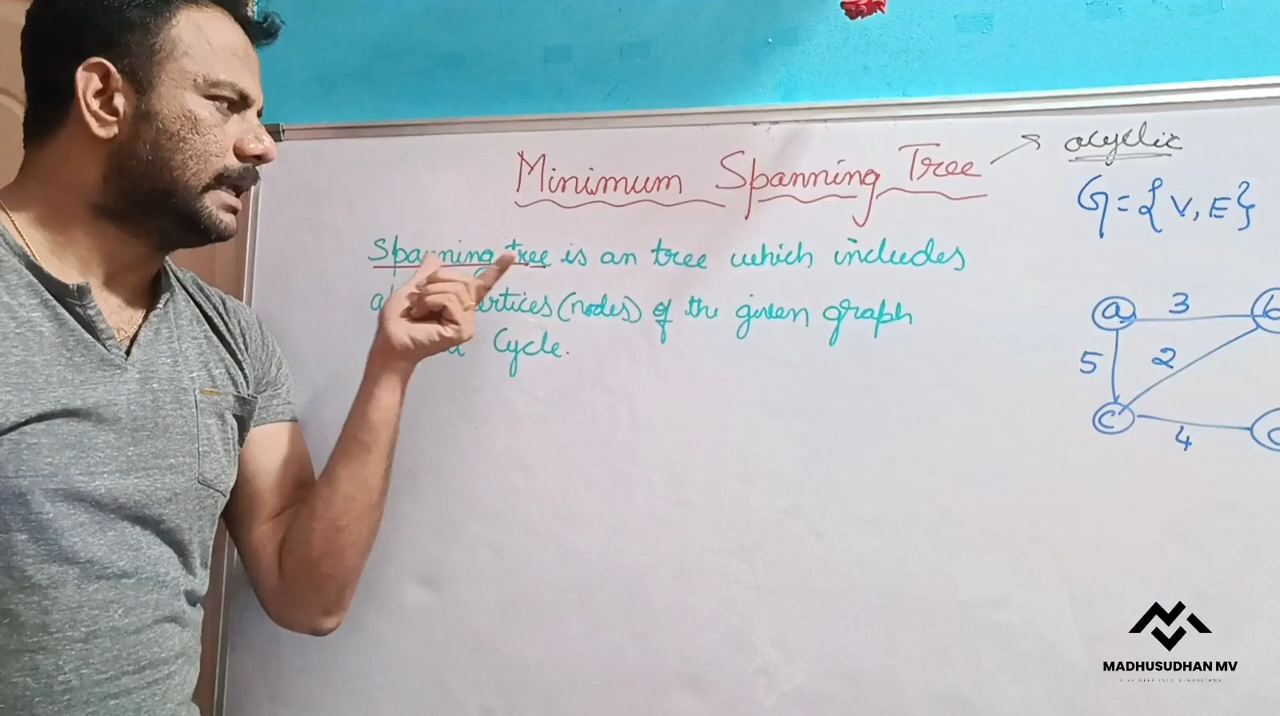 Minimum Spanning Tree
acyclic
G = {V, E}
Spanning tree is an tree which includes
vertices (nodes) of the given graph
a Cycle.
a 3 b
5 2
c 4
MADHUSUDHAN MV